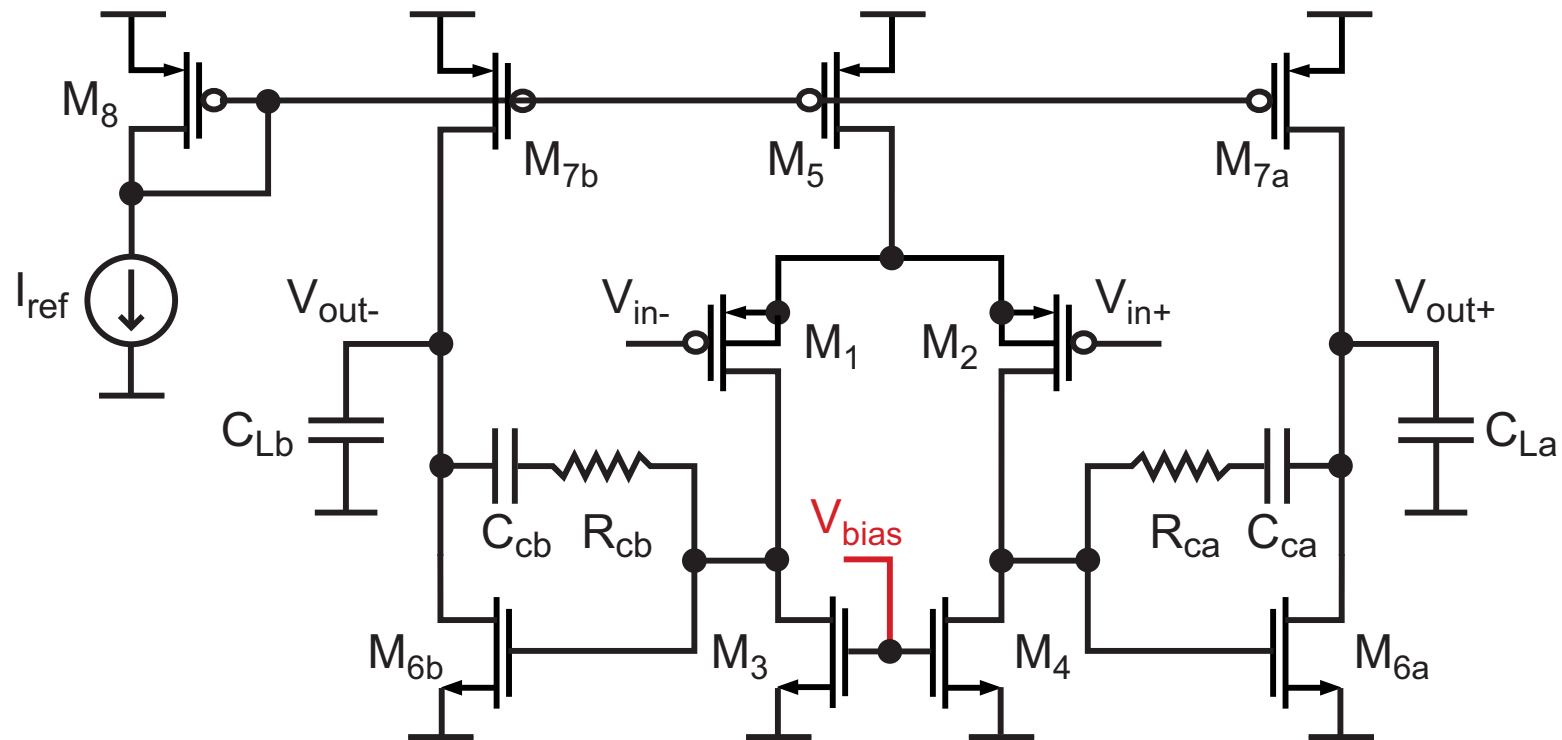 M8
M7b
M5
M7a
Iref
Vout-
Vin-
M1
M2
Vin+
Vout+
CLb
CLa
Ccb
Rcb
Vbias
Rca
Cca
M6b
M3
M4
M6a